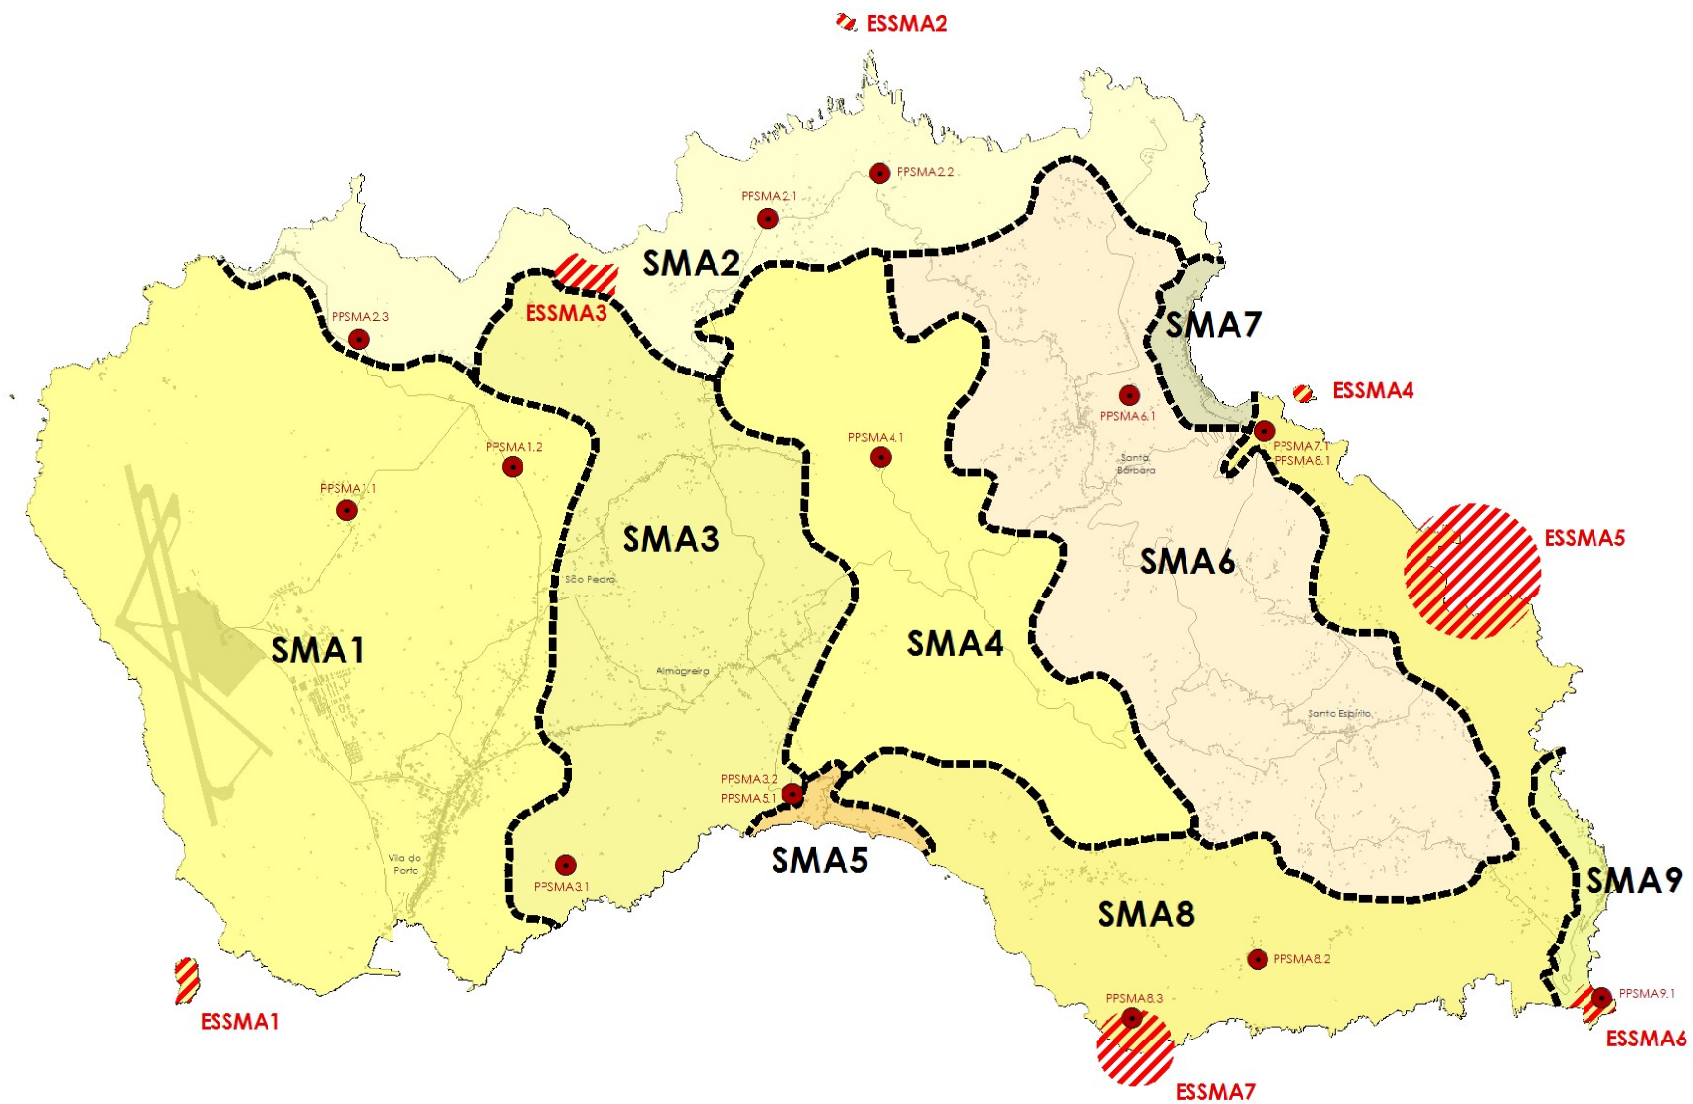 ESSMA2
PPSMA2.2
PPSMA2.1
SMA2
ESSMA3
PPSMA2.3
SMA7
ESSMA4
PPSMA6.1
PPSMA7.1
PPSMA8.1
PPSMA4.1
PPSMA1.2
Santa
Bárbara
PPSMA1.1
SMA3
ESSMA5
SMA6
São Pedro
SMA1
SMA4
Almagreira
Santo Espírito
PPSMA3.2
PPSMA5.1
Vila do
Porto
SMA5
PPSMA3.1
SMA9
SMA8
PPSMA8.2
PPSMA8.3
PPSMA9.1
ESSMA1
ESSMA6
ESSMA7